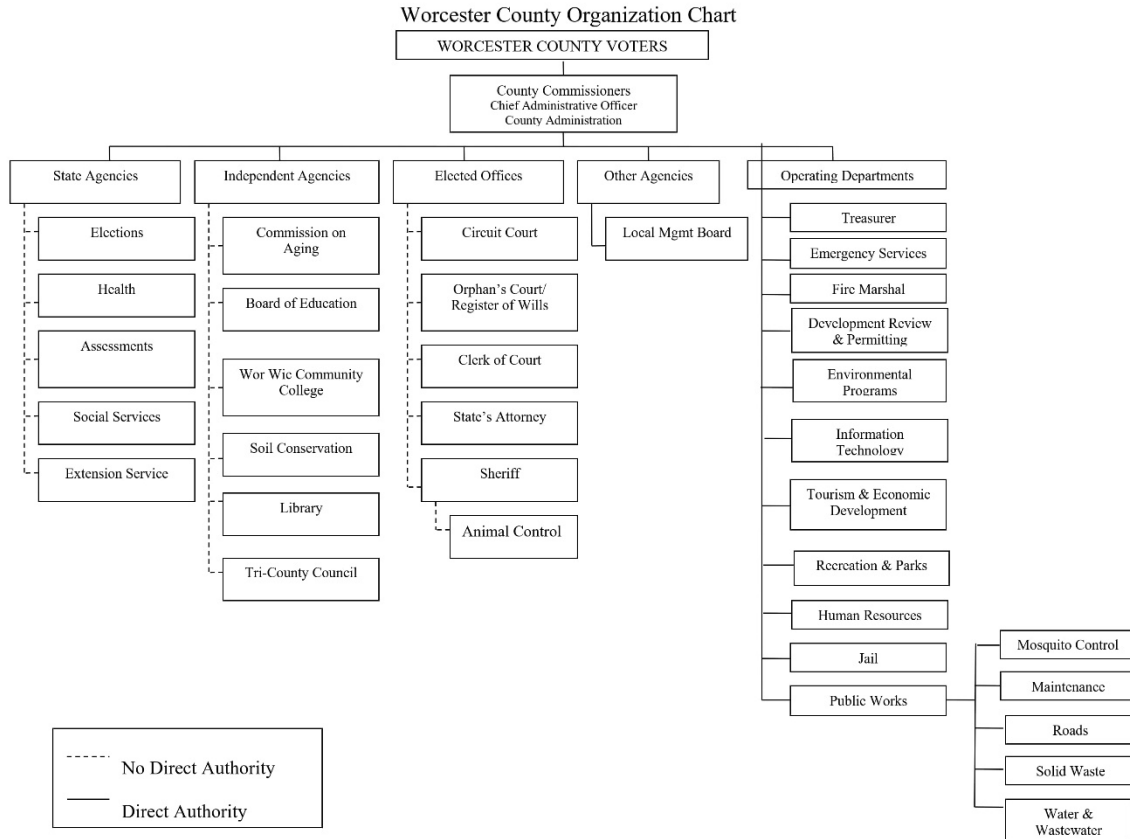 Worcester County Organization Chart
WORCESTER COUNTY VOTERS
County Commissioners
Chief Administrative Officer
County Administration
State Agencies
Independent Agencies
Elected Offices
Other Agencies
Operating Departments
Elections
Health
Assessments
Social Services
Extension Service
Commission on
Aging
Board of Education
Wor Wic Community
College
Soil Conservation
Library
Tri-County Council
Circuit Court
Orphan's Court/
Register of Wills
Clerk of Court
State's Attorney
Sheriff
Animal Control
Local Mgmt Board
Treasurer
Emergency Services
Fire Marshal
Development Review
& Permitting
Environmental
Programs
Information
Technology
Tourism & Economic
Development
Recreation & Parks
Human Resources
Jail
Public Works
Mosquito Control
Maintenance
Roads
Solid Waste
Water &
Wastewater
No Direct Authority
Direct Authority